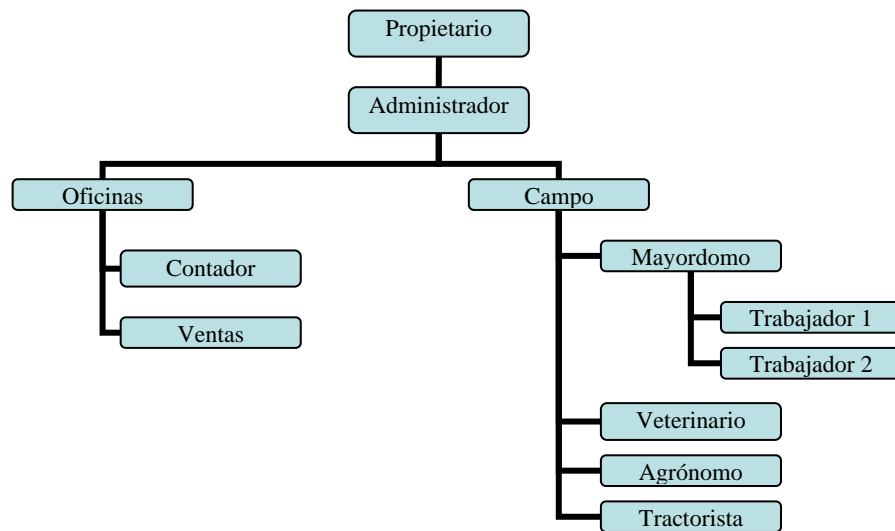 Propietario
Administrador
Oficinas
Campo
Contador
Ventas
Mayordomo
Trabajador 1
Trabajador 2
Veterinario
Agrónomo
Tractorista